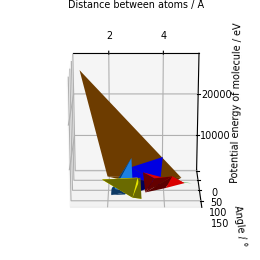 Distance between atoms / A
2 4
Potential energy of molecule / eV
20000
10000
0
50
100
150
Angle / °